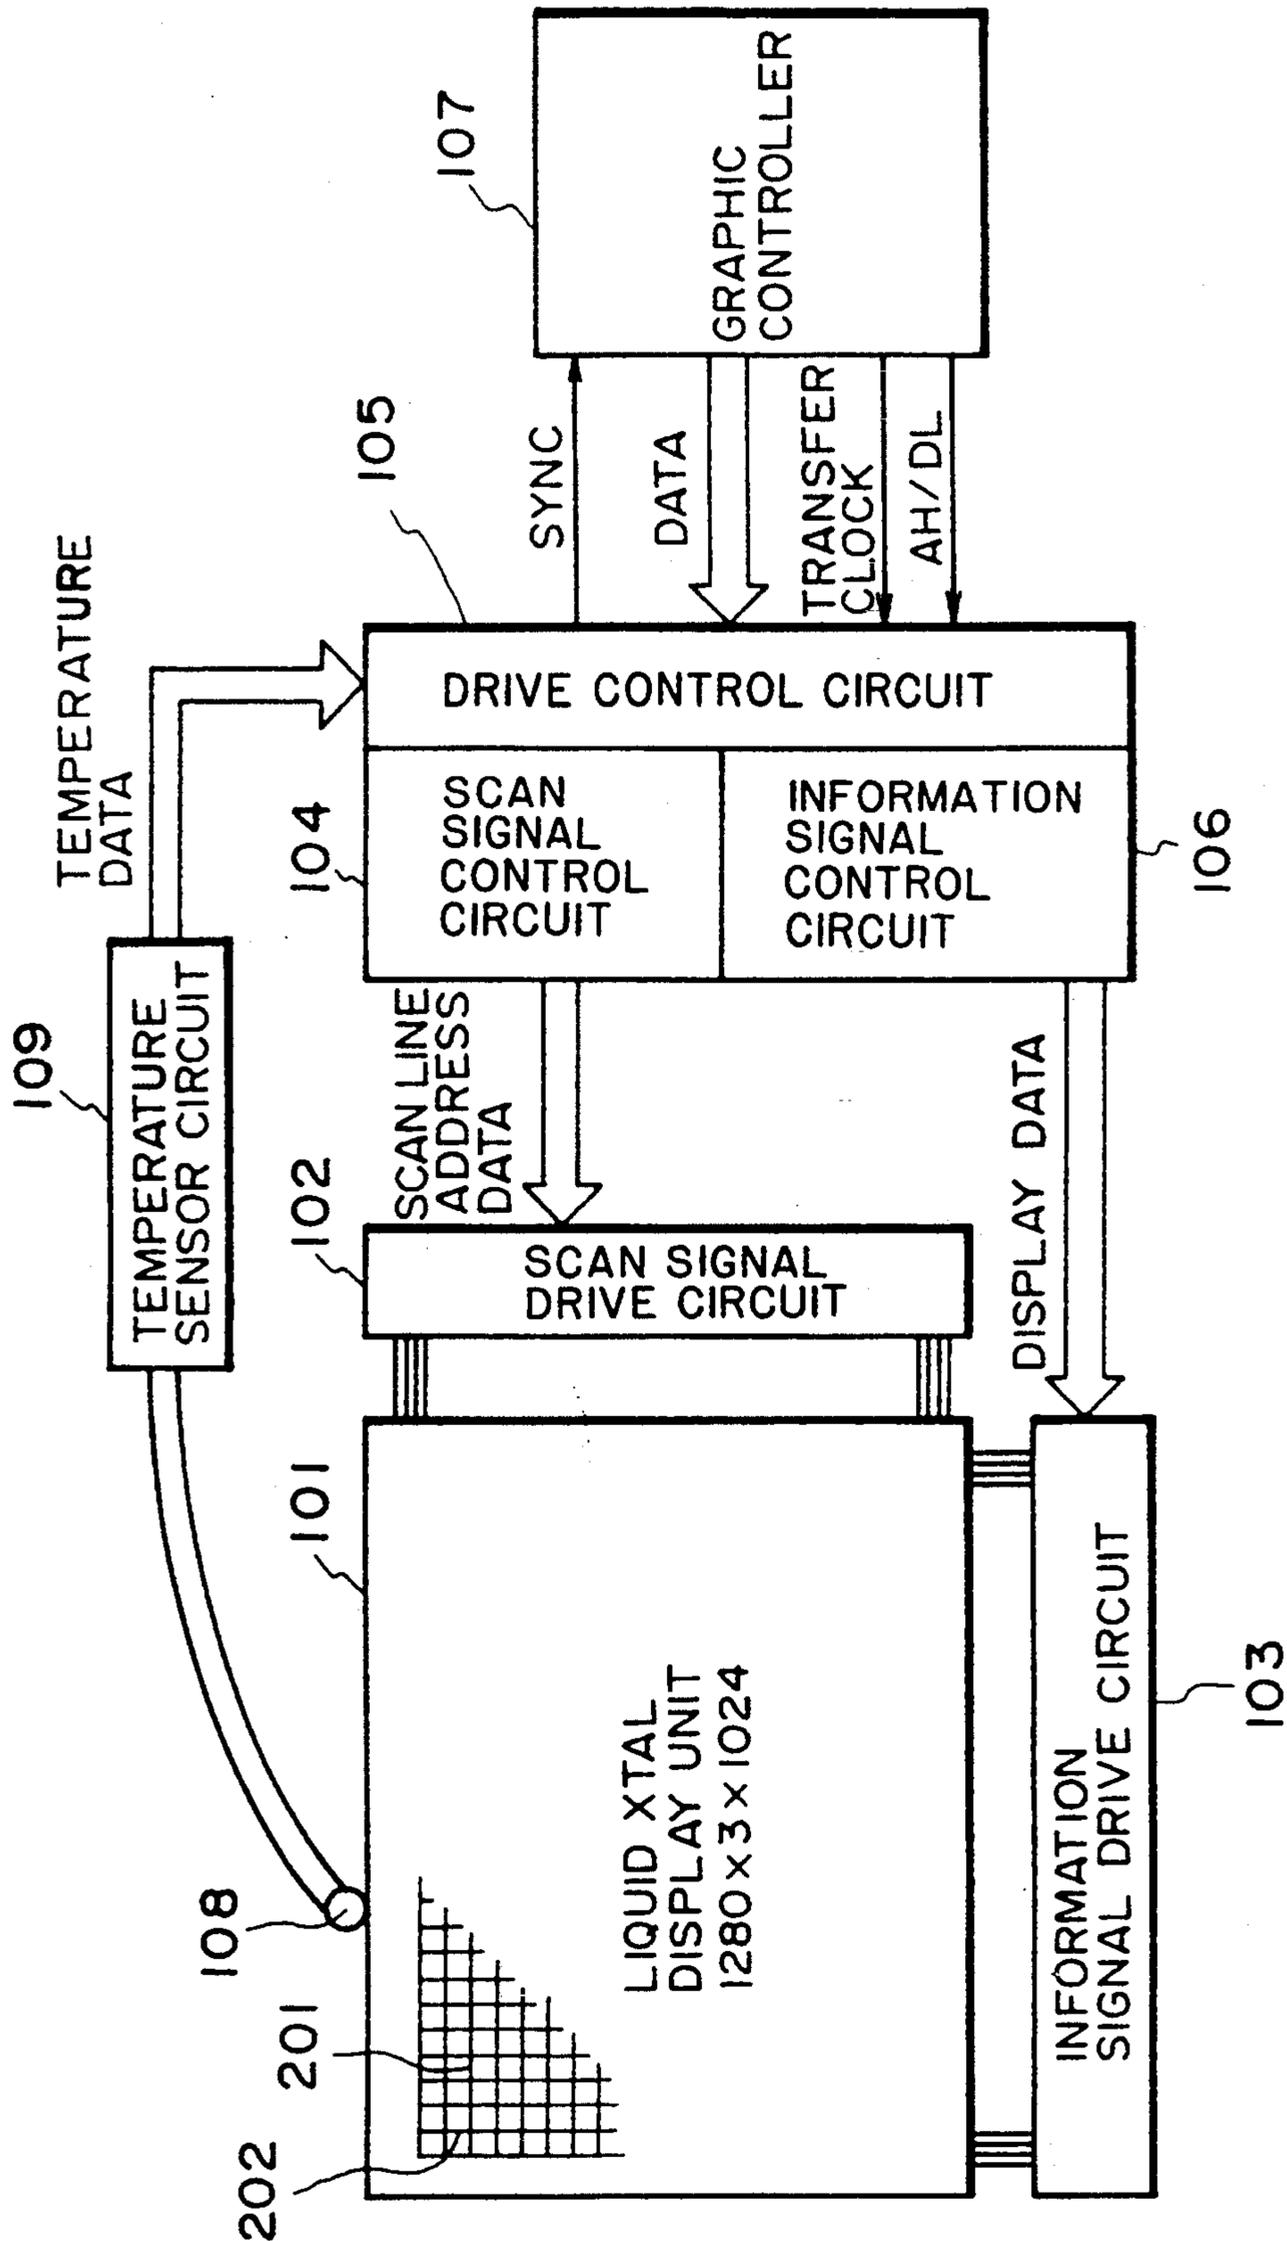 109
TEMPERATURE
SENSOR CIRCUIT
TEMPERATURE
DATA
108
202
201
101
LIQUID XTAL
DISPLAY UNIT
1280×3×1024
102
SCAN SIGNAL
DRIVE CIRCUIT
SCAN LINE
ADDRESS
DATA
104
SCAN
SIGNAL
CONTROL
CIRCUIT
INFORMATION
SIGNAL
CONTROL
CIRCUIT
106
105
DRIVE CONTROL CIRCUIT
SYNC
DATA
TRANSFER
CLOCK
AH/DL
107
GRAPHIC
CONTROLLER
DISPLAY DATA
INFORMATION
SIGNAL DRIVE CIRCUIT
103